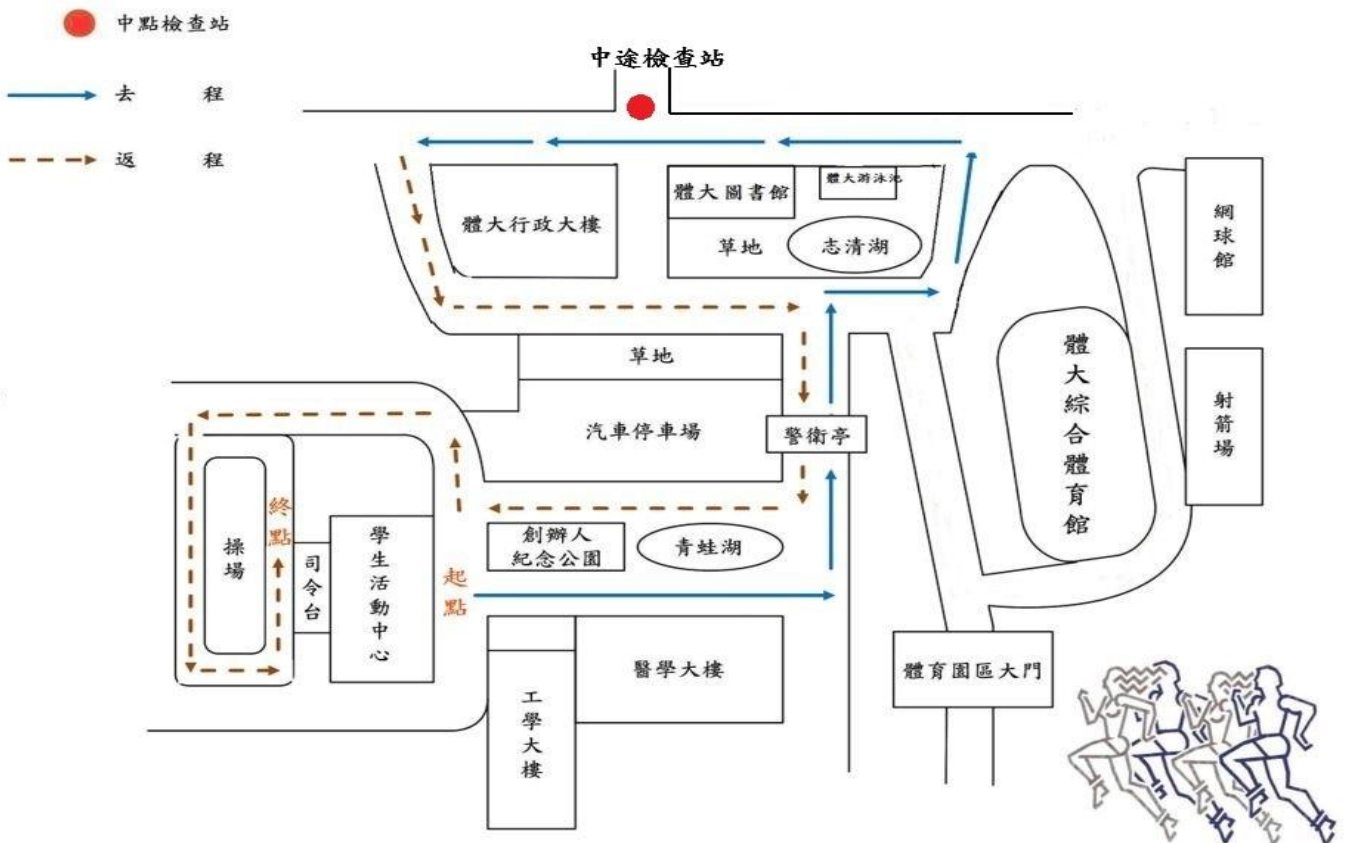 中點檢查站
中途檢查站
去 程
返 程
體大行政大樓
體大圖書館
體大游泳池
草地
志清湖
網球館
草地
體大綜合體育館
射箭場
汽車停車場
警衛亭
終點
操場
司令台
學生活動中心
起點
創辦人
紀念公園
青蛙湖
醫學大樓
工學大樓
體育園區大門